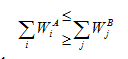 ∑_i W_i^A ≤ ≥ ∑_j W_j^B
.